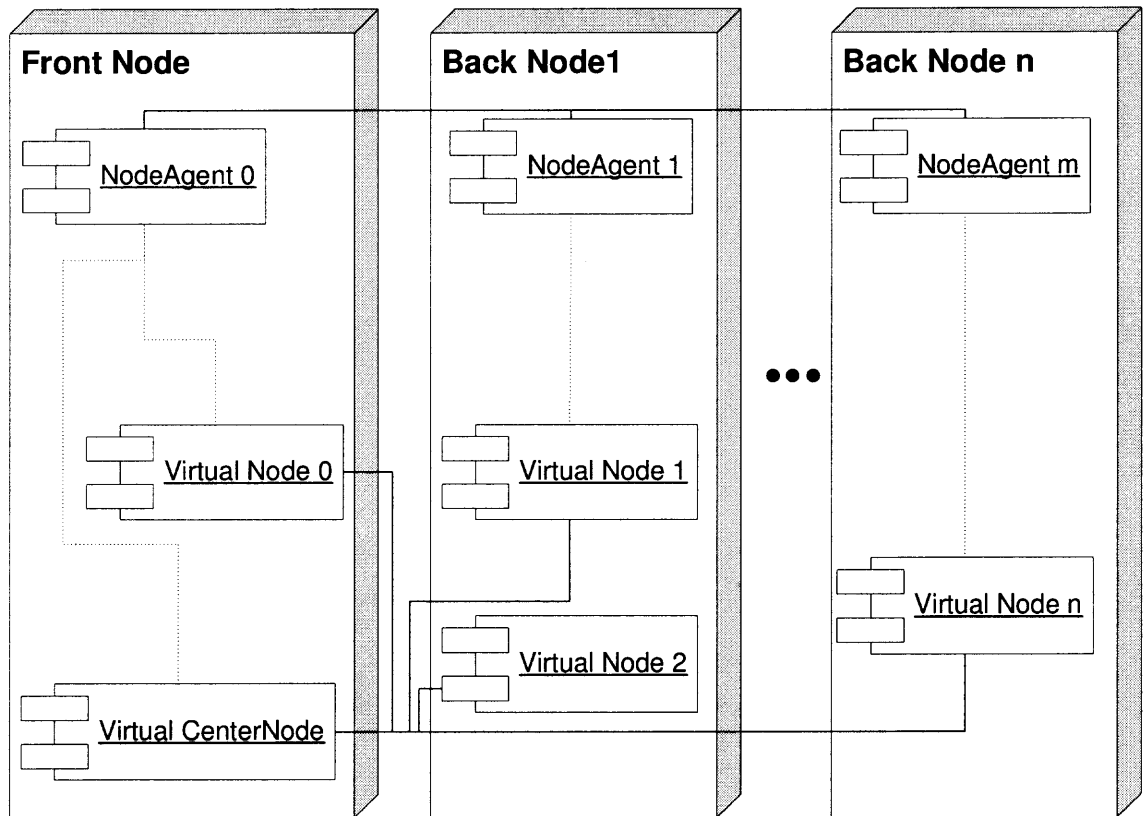 Front Node
Back Node1
Back Node n
NodeAgent 0
NodeAgent 1
NodeAgent m
Virtual Node 0
Virtual Node 1
Virtual Node n
Virtual Node 2
Virtual CenterNode